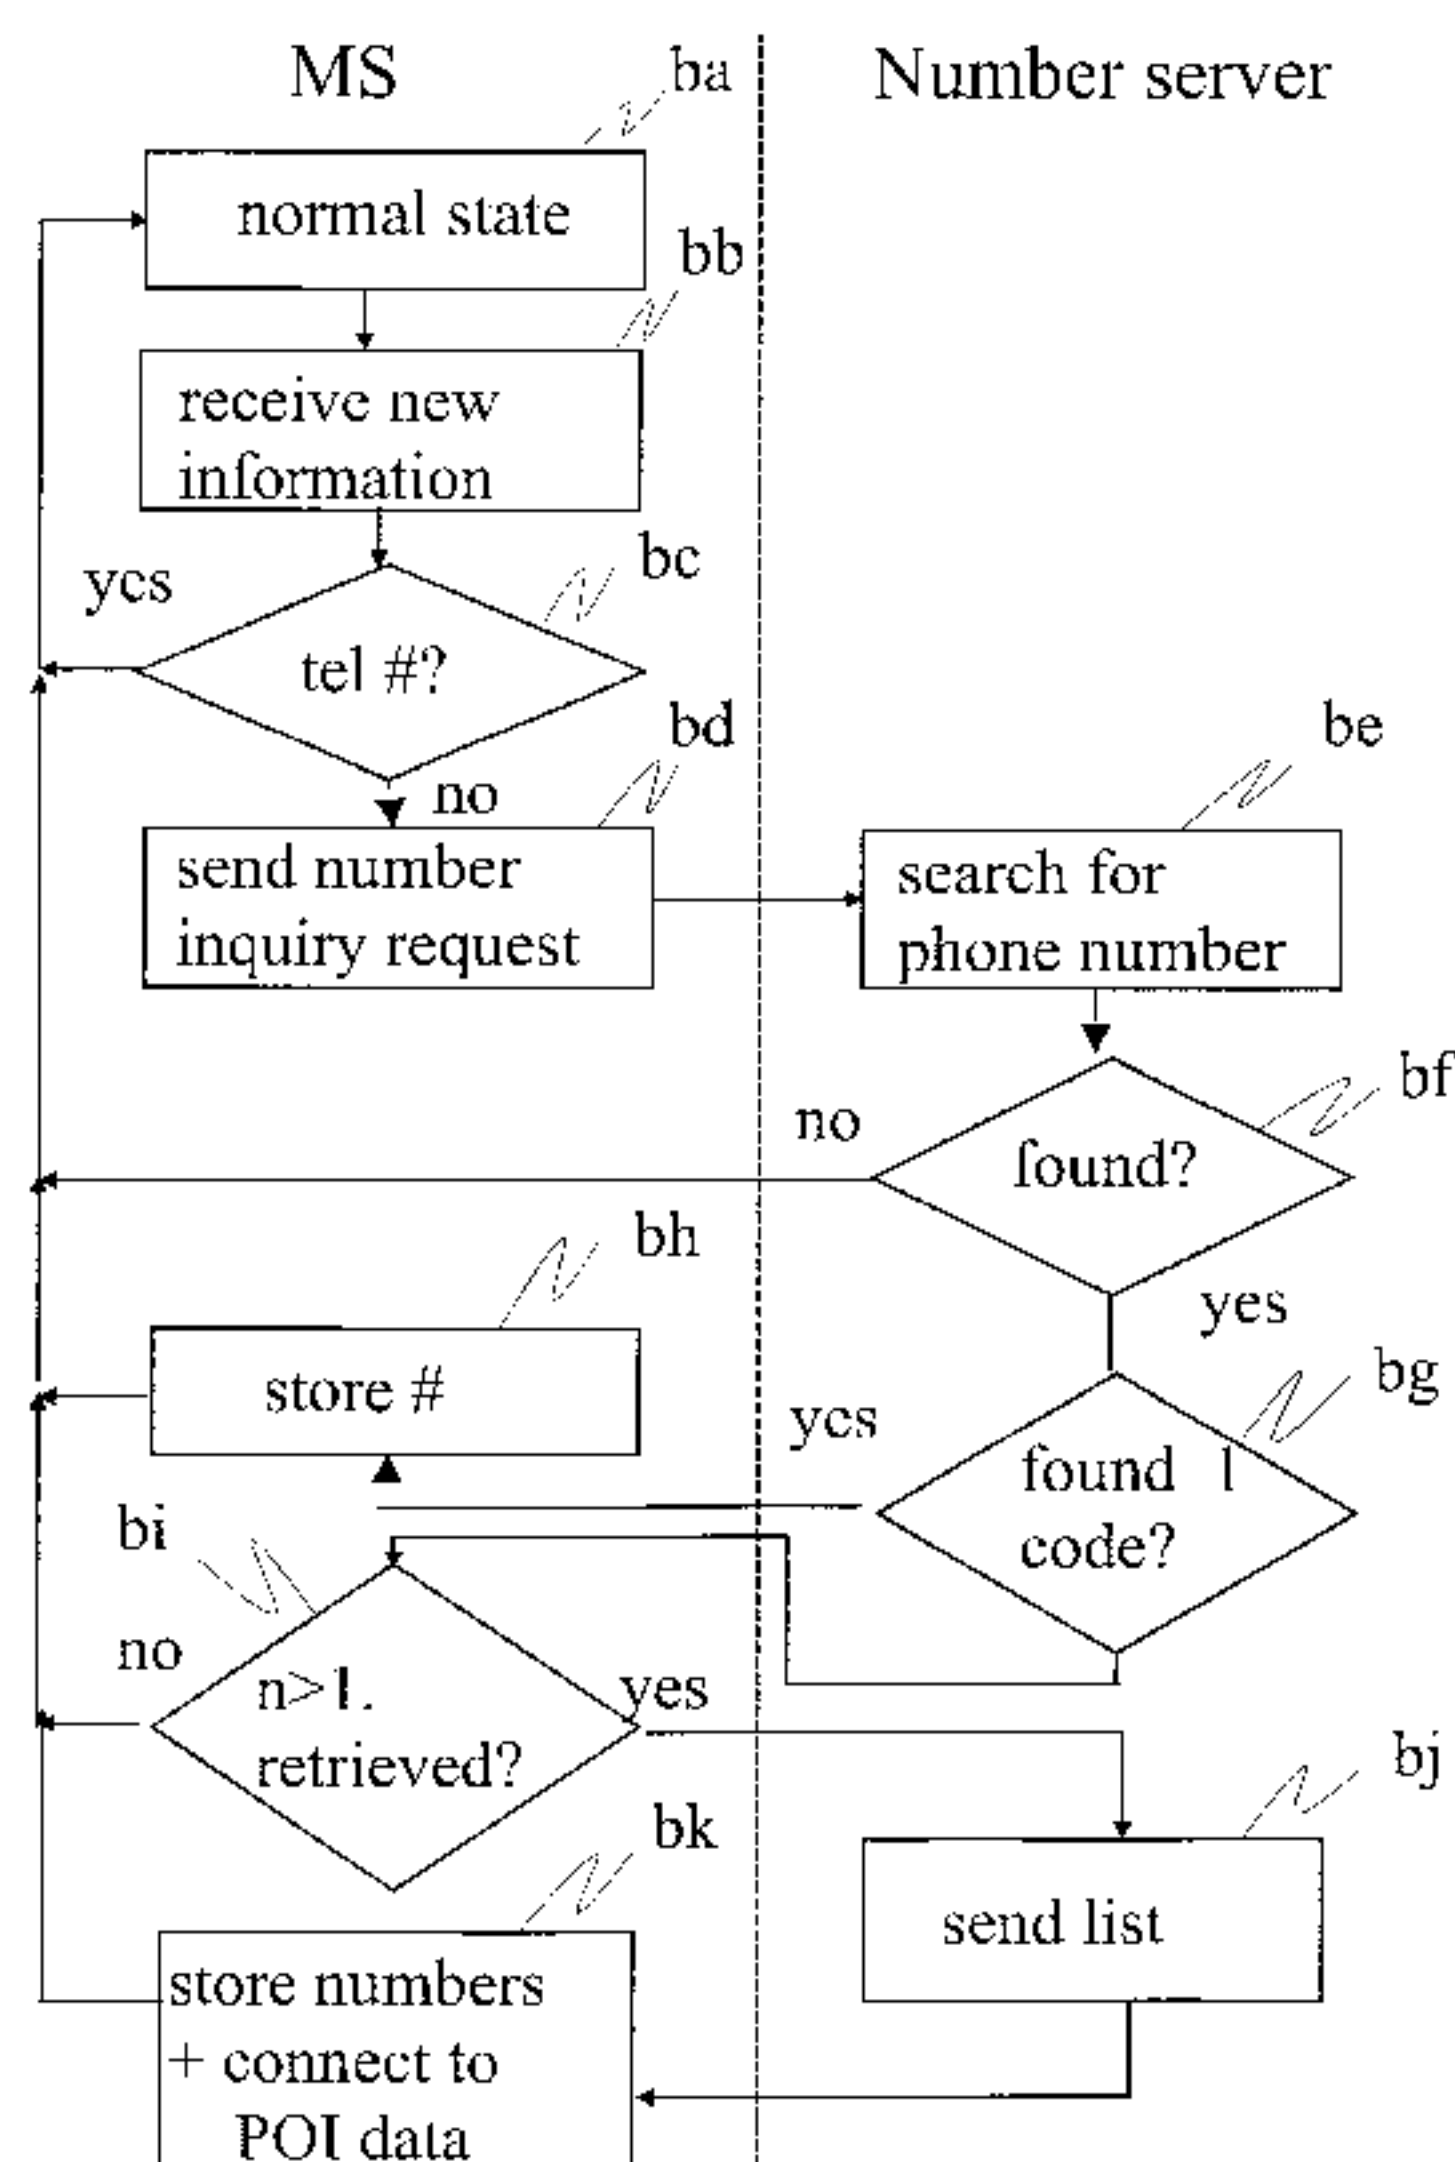 MS
Number server
ba
normal state
bb
receive new
information
bc
yes
tel #?
bd
no
send number
inquiry request
be
search for
phone number
bf
no
found?
yes
bh
store #
bg
yes
found 1
code?
bi
no
n>1.
retrieved?
yes
bj
send list
bk
store numbers
+ connect to
POI data